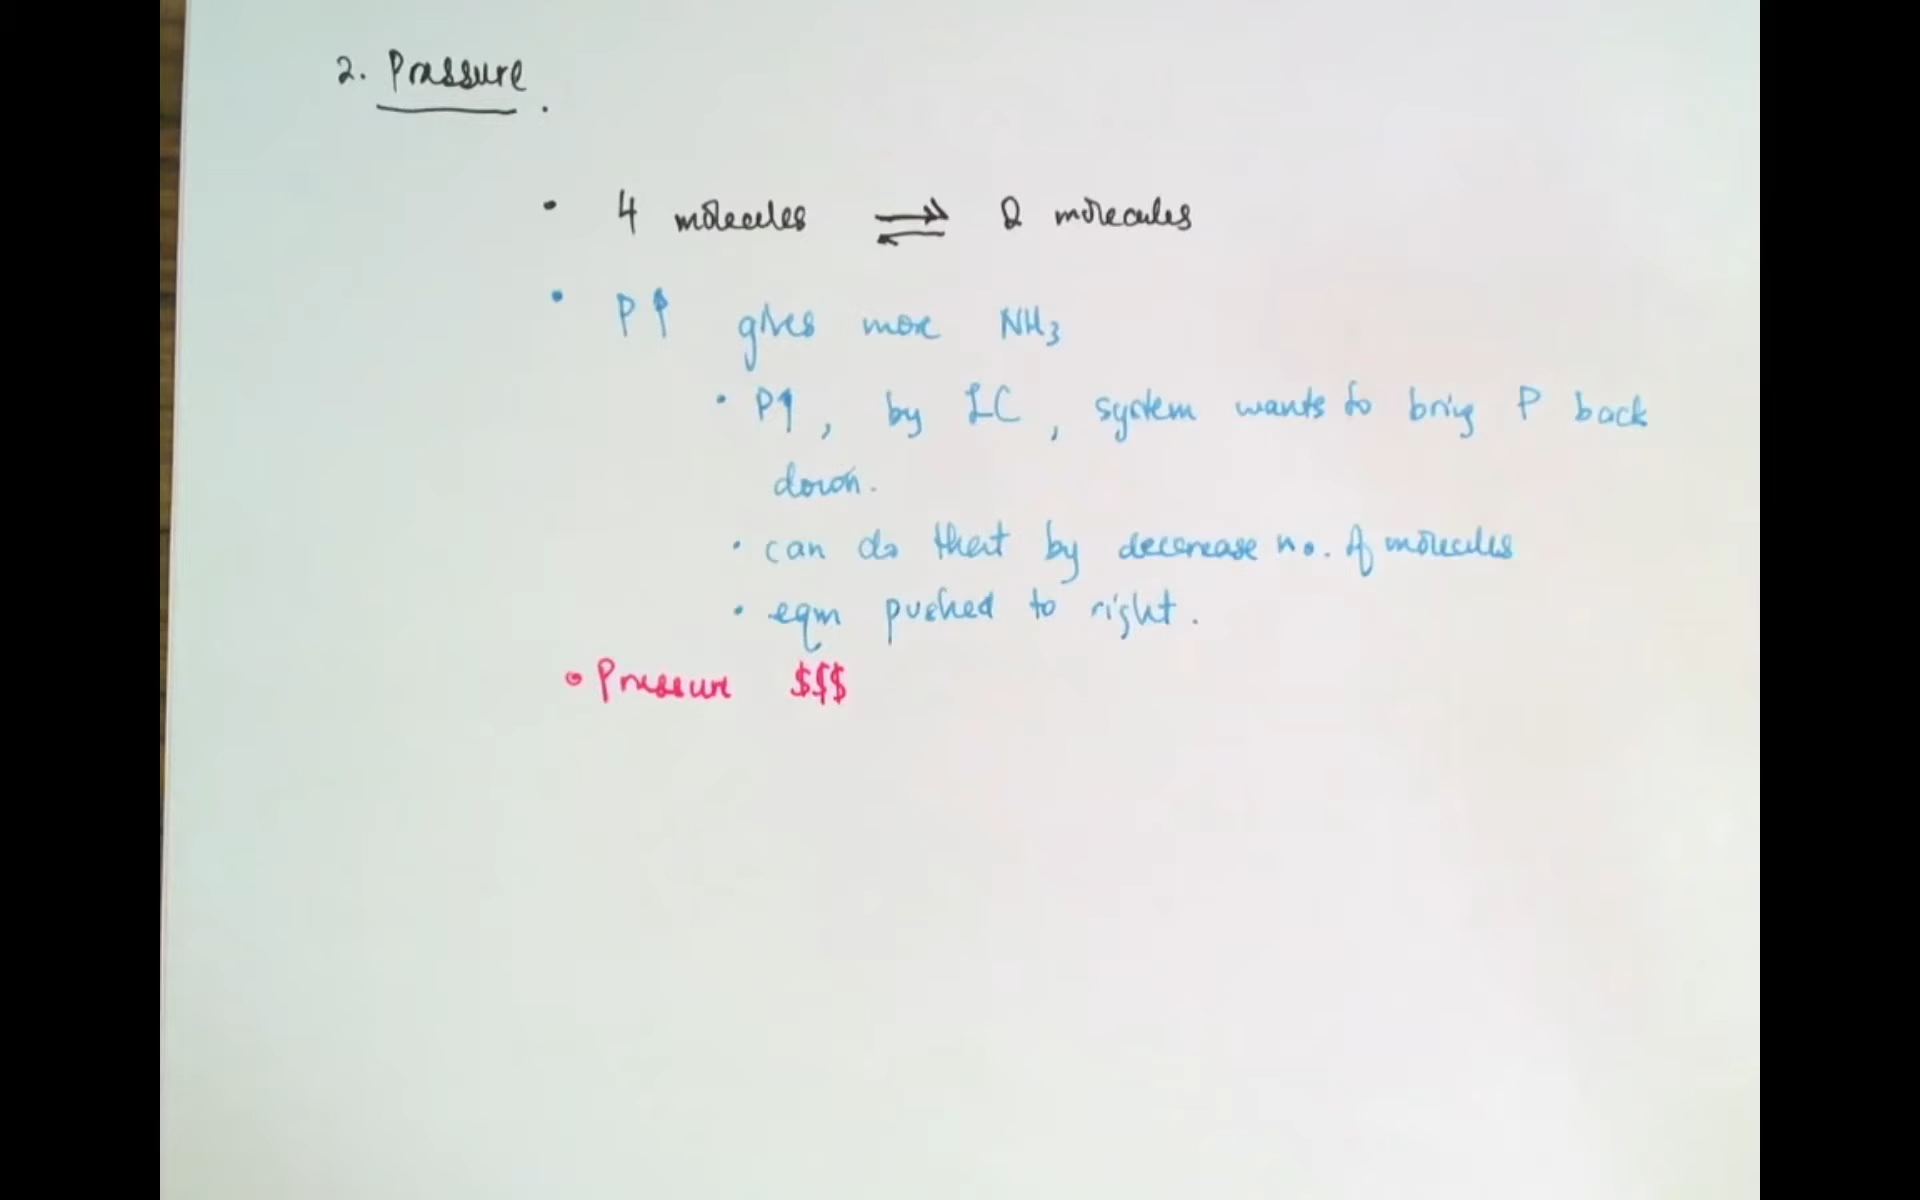 2. Pressure.
• 4 molecules ⇌ 2 molecules
• P↑ gives more NH₃
• P↑, by LC, system wants to bring P back
down.
• can do that by decrease no. of molecules
• eqm pushed to right.
• Pressure $$$